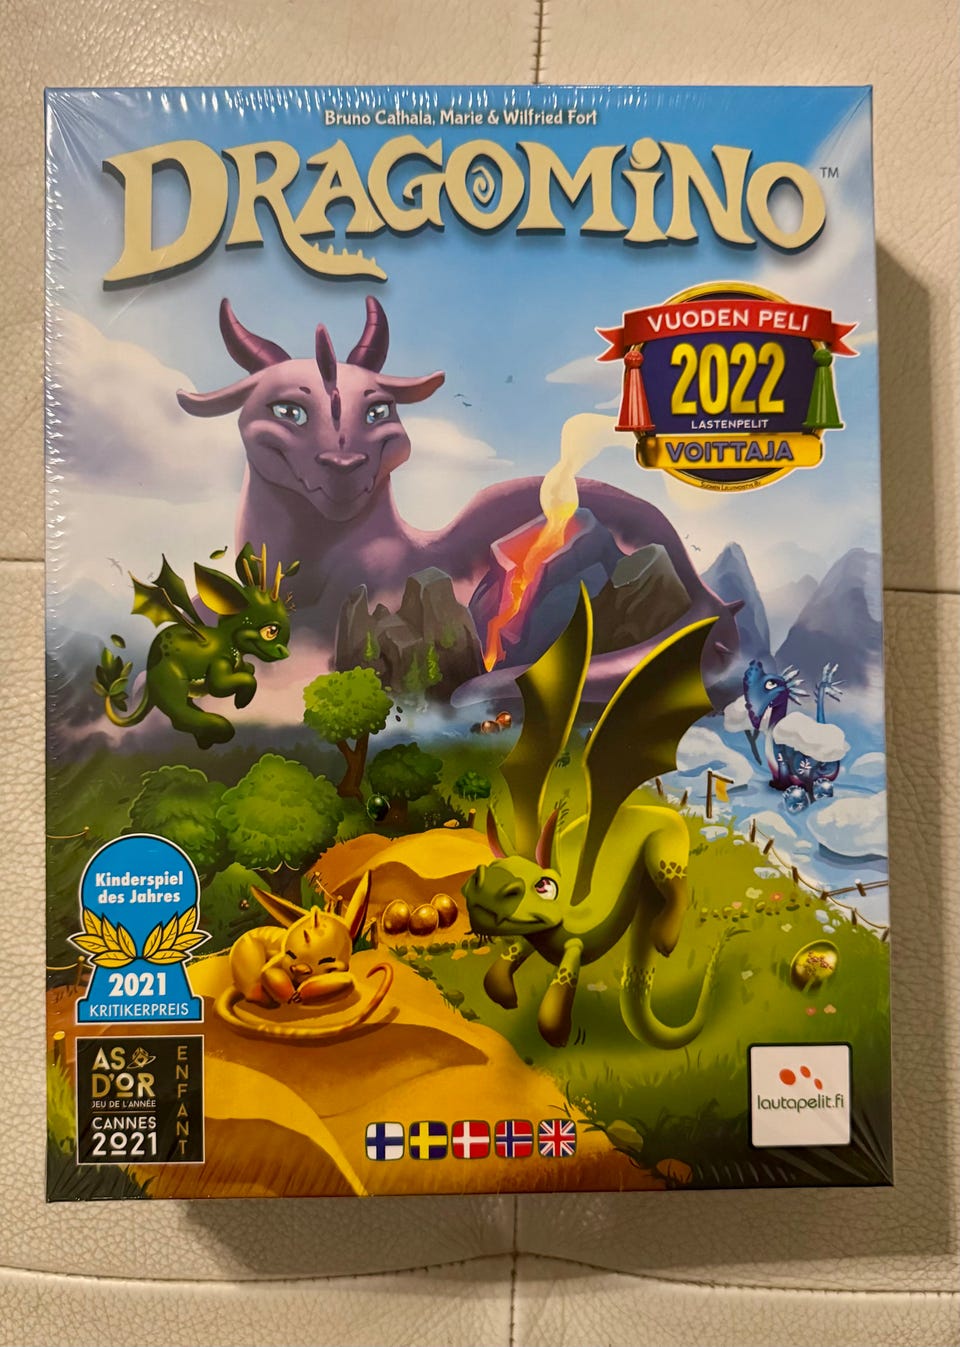 Bruno Cathala, Marie & Wilfried Fort
DRAGOMINO™
VUODEN PELI
2022
LASTENPELIT
VOITTAJA
Kinderspiel
des Jahres
2021
KRITIKERPREIS
AS
D'OR
JEU DE L'ANNÉE
CANNES
2021
ENFANT
lautapelit.fi